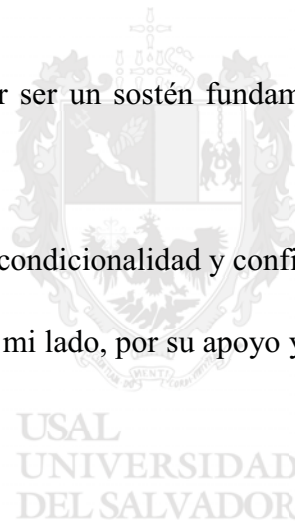 r ser un sostén fundam
condicionalidad y confi
mi lado, por su apoyo y
USAL
UNIVERSIDAD
DEL SALVADOR